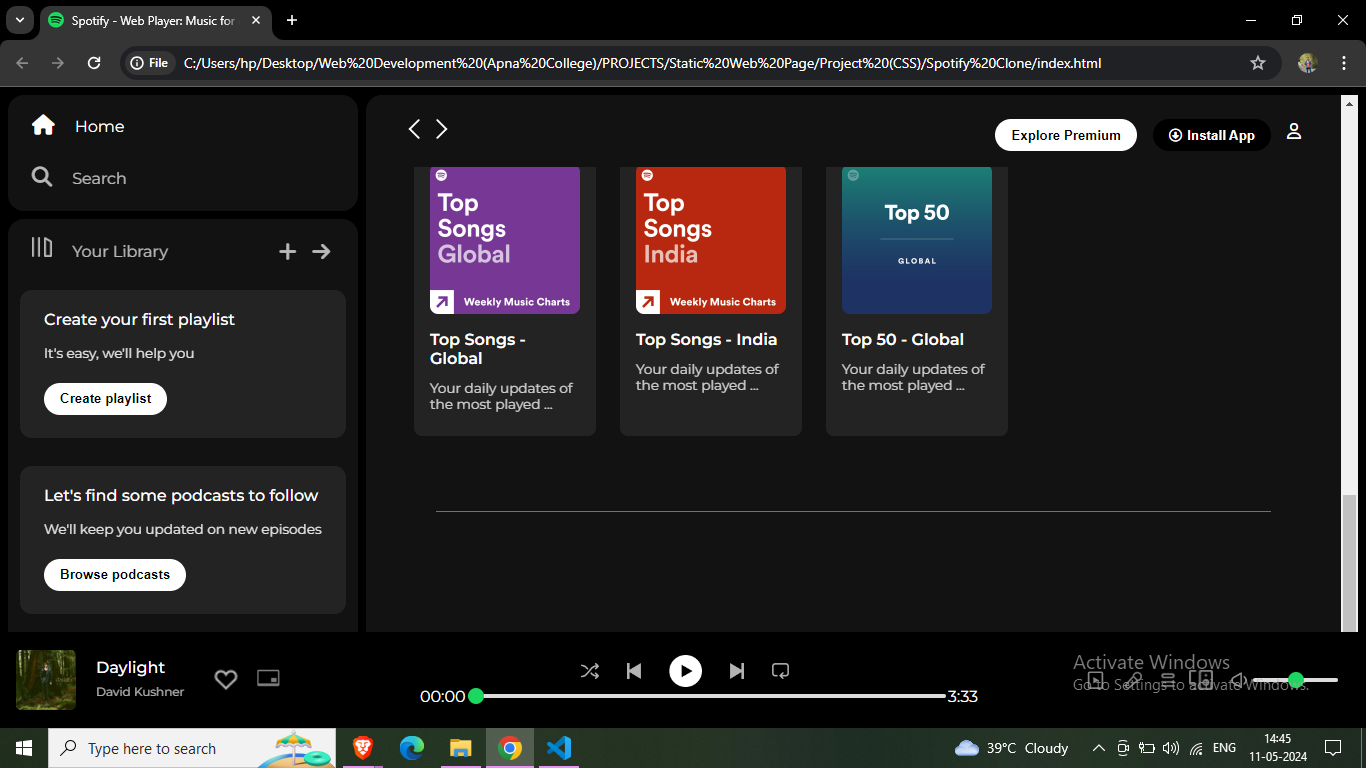 Spotify - Web Player: Music for
File
C:/Users/hp/Desktop/Web%20Development%20(Apna%20College)/PROJECTS/Static%20Web%20Page/Project%20(CSS)/Spotify%20Clone/index.html
Home
Search
Your Library
Create your first playlist
It's easy, we'll help you
Create playlist
Let's find some podcasts to follow
We'll keep you updated on new episodes
Browse podcasts
Explore Premium
Install App
Top
Songs
Global
Weekly Music Charts
Top Songs -
Global
Your daily updates of
the most played ...
Top
Songs
India
Weekly Music Charts
Top Songs - India
Your daily updates of
the most played ...
Top 50
GLOBAL
Top 50 - Global
Your daily updates of
the most played ...
Daylight
David Kushner
00:00
3:33
Activate Windows
Go to Settings to activate Windows.
Type here to search
39°C Cloudy
ENG
14:45
11-05-2024